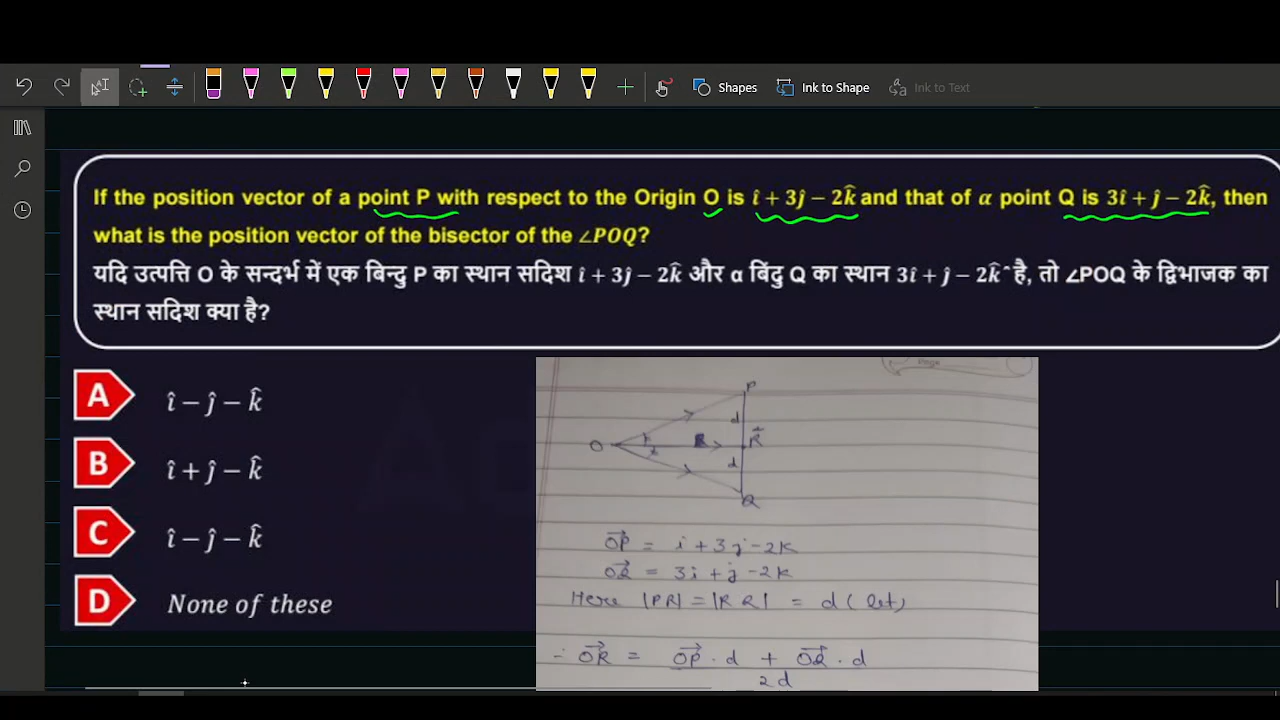 Shapes Ink to Shape Ink to Text
If the position vector of a point P with respect to the Origin O is î + 3ĵ − 2k̂ and that of α point Q is 3î + ĵ − 2k̂, then
what is the position vector of the bisector of the ∠POQ?
यदि उत्पत्ति O के सन्दर्भ में एक बिन्दु P का स्थान सदिश î + 3ĵ − 2k̂ और α बिंदु Q का स्थान 3î + ĵ − 2k̂ˆ है, तो ∠POQ के द्विभाजक का
स्थान सदिश क्या है?
A î − ĵ − k̂
B î + ĵ − k̂
C î − ĵ − k̂
D None of these
P
d
O R R
d
Q
OP = i + 3j - 2k
OQ = 3i + j - 2k
Here |PR| = |RQ| = d (let)
∴ OR = OP . d + OQ . d
2d